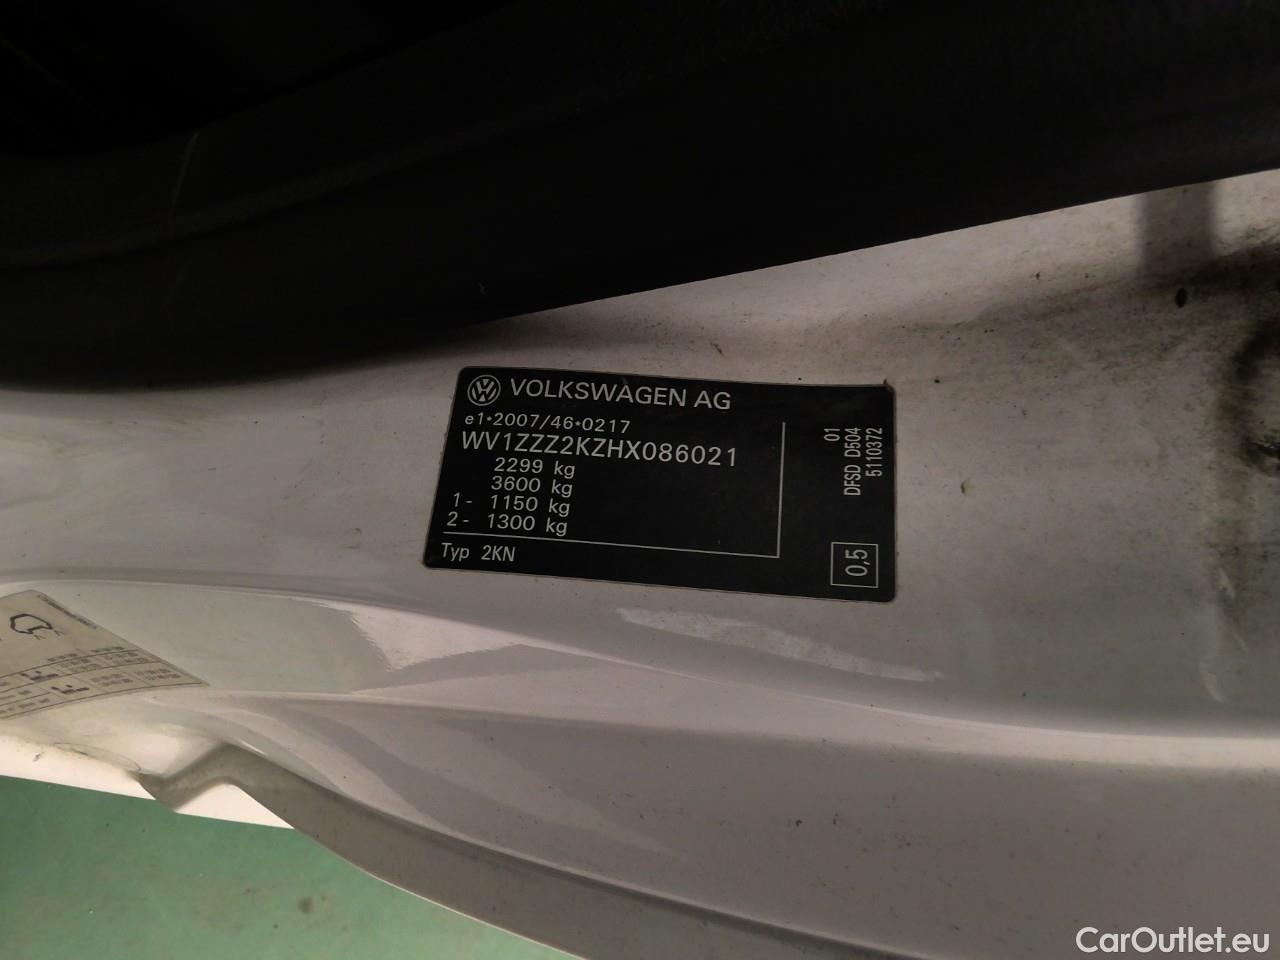 VOLKSWAGEN AG
e1*2007/46*0217
WV1ZZZ2KZHX086021
2299 kg
3600 kg
1- 1150 kg
2- 1300 kg
Typ 2KN
01
DFSD D504
5110372
0,5
CarOutlet.eu